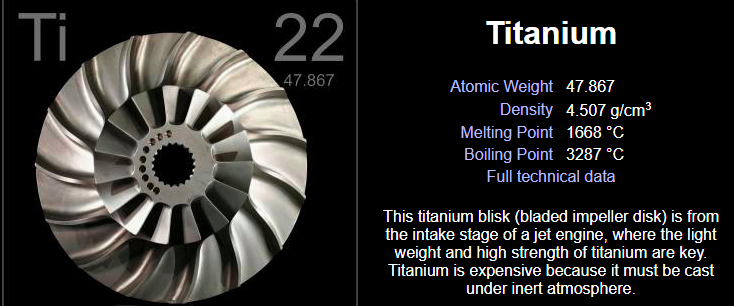 Ti 22
47.867
Titanium
Atomic Weight 47.867
Density 4.507 g/cm³
Melting Point 1668 °C
Boiling Point 3287 °C
Full technical data
This titanium blisk (bladed impeller disk) is from
the intake stage of a jet engine, where the light
weight and high strength of titanium are key.
Titanium is expensive because it must be cast
under inert atmosphere.